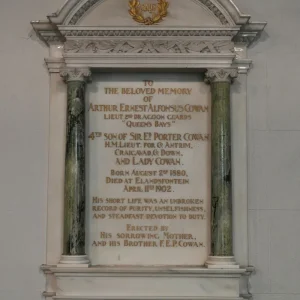 TO
THE BELOVED MEMORY
OF
ARTHUR ERNEST ALFONSUS COWAN
LIEUT 2ND DRAGOON GUARDS
"QUEEN'S BAYS"
4TH SON OF SIR ED. PORTER COWAN
H.M. LIEUT. FOR CO ANTRIM,
CRAIGAVAD, CO DOWN,
AND LADY COWAN.
BORN AUGUST 2ND 1880,
DIED AT ELANDSFONTEIN
APRIL 11TH 1902.
HIS SHORT LIFE WAS AN UNBROKEN
RECORD OF PURITY, UNSELFISHNESS,
AND STEADFAST DEVOTION TO DUTY.
ERECTED BY
HIS SORROWING MOTHER,
AND HIS BROTHER, F.E.P. COWAN.